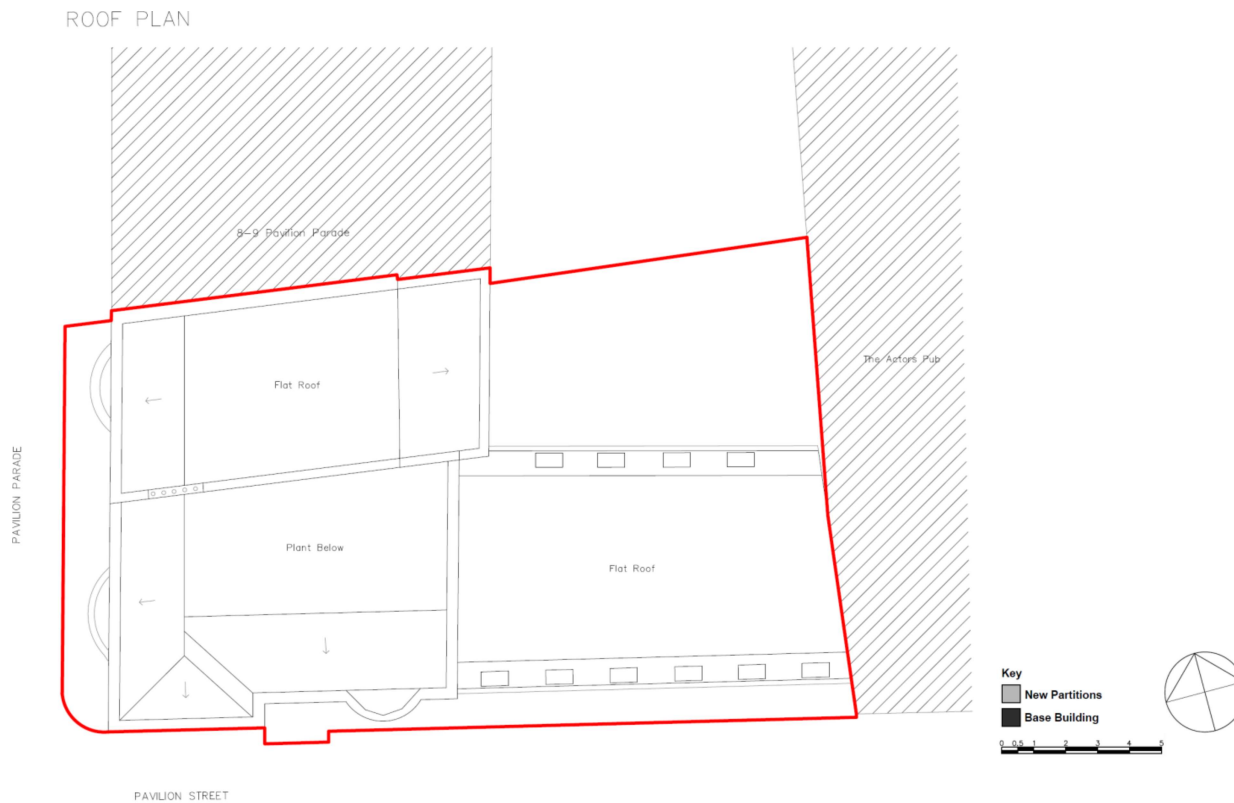 ROOF PLAN
8-9 Pavilion Parade
The Actors Pub
Flat Roof
PAVILION PARADE
Plant Below
Flat Roof
Key
New Partitions
Base Building
0 0.5 1 2 3 4 5
PAVILION STREET